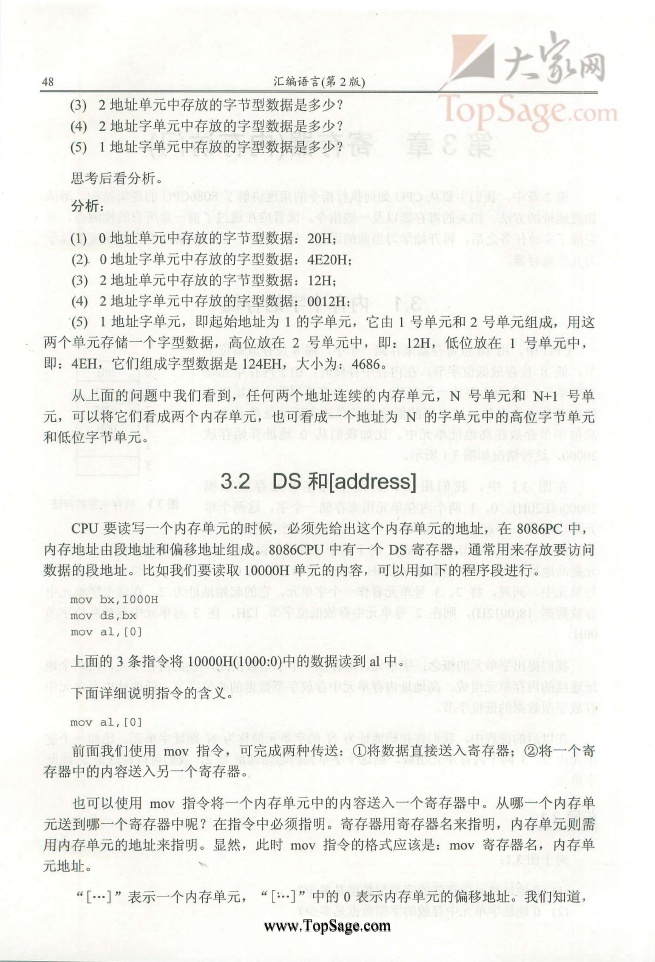 大家网
TopSage.com
48
汇编语言(第 2 版)
(3) 2 地址单元中存放的字节型数据是多少？
(4) 2 地址字单元中存放的字型数据是多少？
(5) 1 地址字单元中存放的字型数据是多少？
思考后看分析。
分析：
(1) 0 地址单元中存放的字节型数据：20H；
(2) 0 地址字单元中存放的字型数据：4E20H；
(3) 2 地址单元中存放的字节型数据：12H；
(4) 2 地址字单元中存放的字型数据：0012H；
(5) 1 地址字单元，即起始地址为 1 的字单元，它由 1 号单元和 2 号单元组成，用这
两个单元存储一个字型数据，高位放在 2 号单元中，即：12H，低位放在 1 号单元中，
即：4EH，它们组成字型数据是 124EH，大小为：4686。
从上面的问题中我们看到，任何两个地址连续的内存单元，N 号单元和 N+1 号单
元，可以将它们看成两个内存单元，也可看成一个地址为 N 的字单元中的高位字节单元
和低位字节单元。
3.2 DS 和[address]
CPU 要读写一个内存单元的时候，必须先给出这个内存单元的地址，在 8086PC 中，
内存地址由段地址和偏移地址组成。8086CPU 中有一个 DS 寄存器，通常用来存放要访问
数据的段地址。比如我们要读取 10000H 单元的内容，可以用如下的程序段进行。
mov bx,1000H
mov ds,bx
mov al,[0]
上面的 3 条指令将 10000H(1000:0)中的数据读到 al 中。
下面详细说明指令的含义。
mov al,[0]
前面我们使用 mov 指令，可完成两种传送：①将数据直接送入寄存器；②将一个寄
存器中的内容送入另一个寄存器。
也可以使用 mov 指令将一个内存单元中的内容送入一个寄存器中。从哪一个内存单
元送到哪一个寄存器中呢？在指令中必须指明。寄存器用寄存器名来指明，内存单元则需
用内存单元的地址来指明。显然，此时 mov 指令的格式应该是：mov 寄存器名，内存单
元地址。
“[…]”表示一个内存单元，“[…]”中的 0 表示内存单元的偏移地址。我们知道，
www.TopSage.com